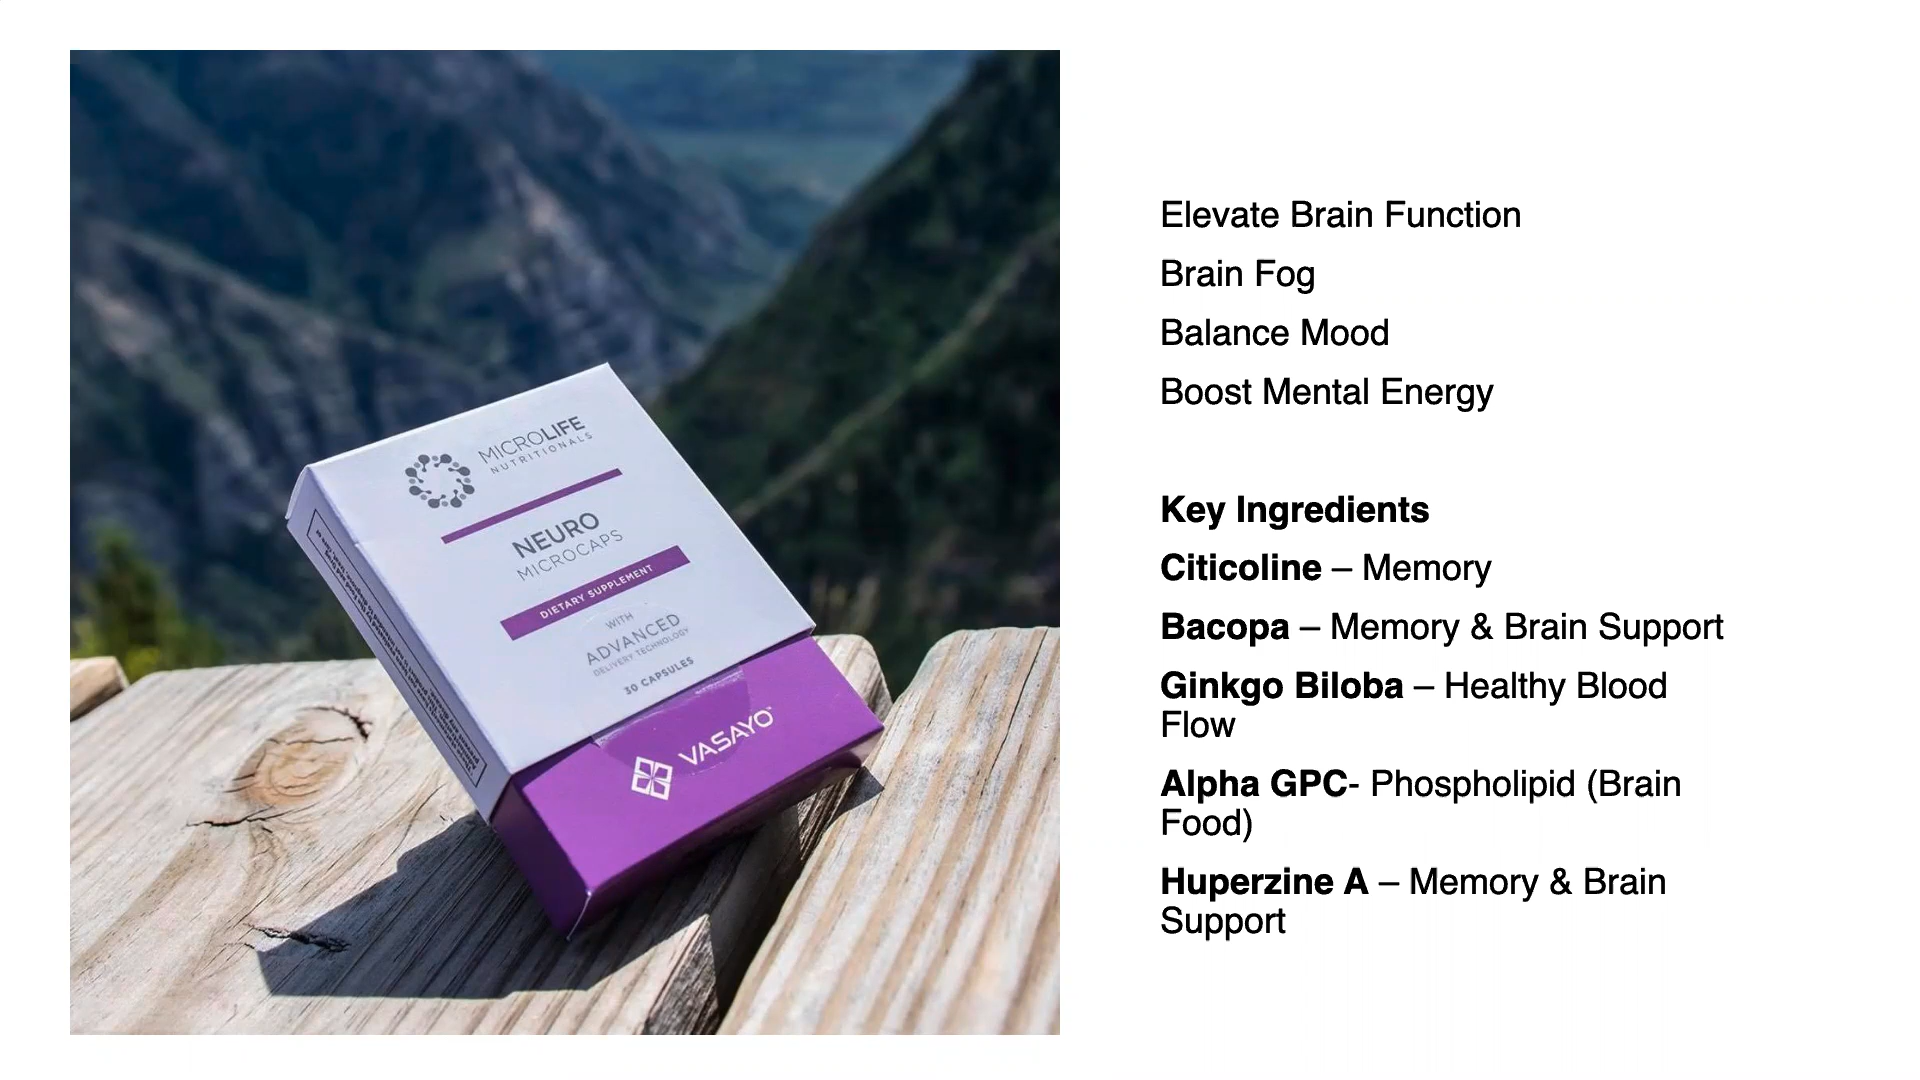 MICROLIFE
NUTRITIONALS
NEURO
MICROCAPS
DIETARY SUPPLEMENT
WITH
ADVANCED
DELIVERY TECHNOLOGY
30 CAPSULES
VASAYO
Elevate Brain Function
Brain Fog
Balance Mood
Boost Mental Energy
Key Ingredients
Citicoline – Memory
Bacopa – Memory & Brain Support
Ginkgo Biloba – Healthy Blood
Flow
Alpha GPC- Phospholipid (Brain
Food)
Huperzine A – Memory & Brain
Support